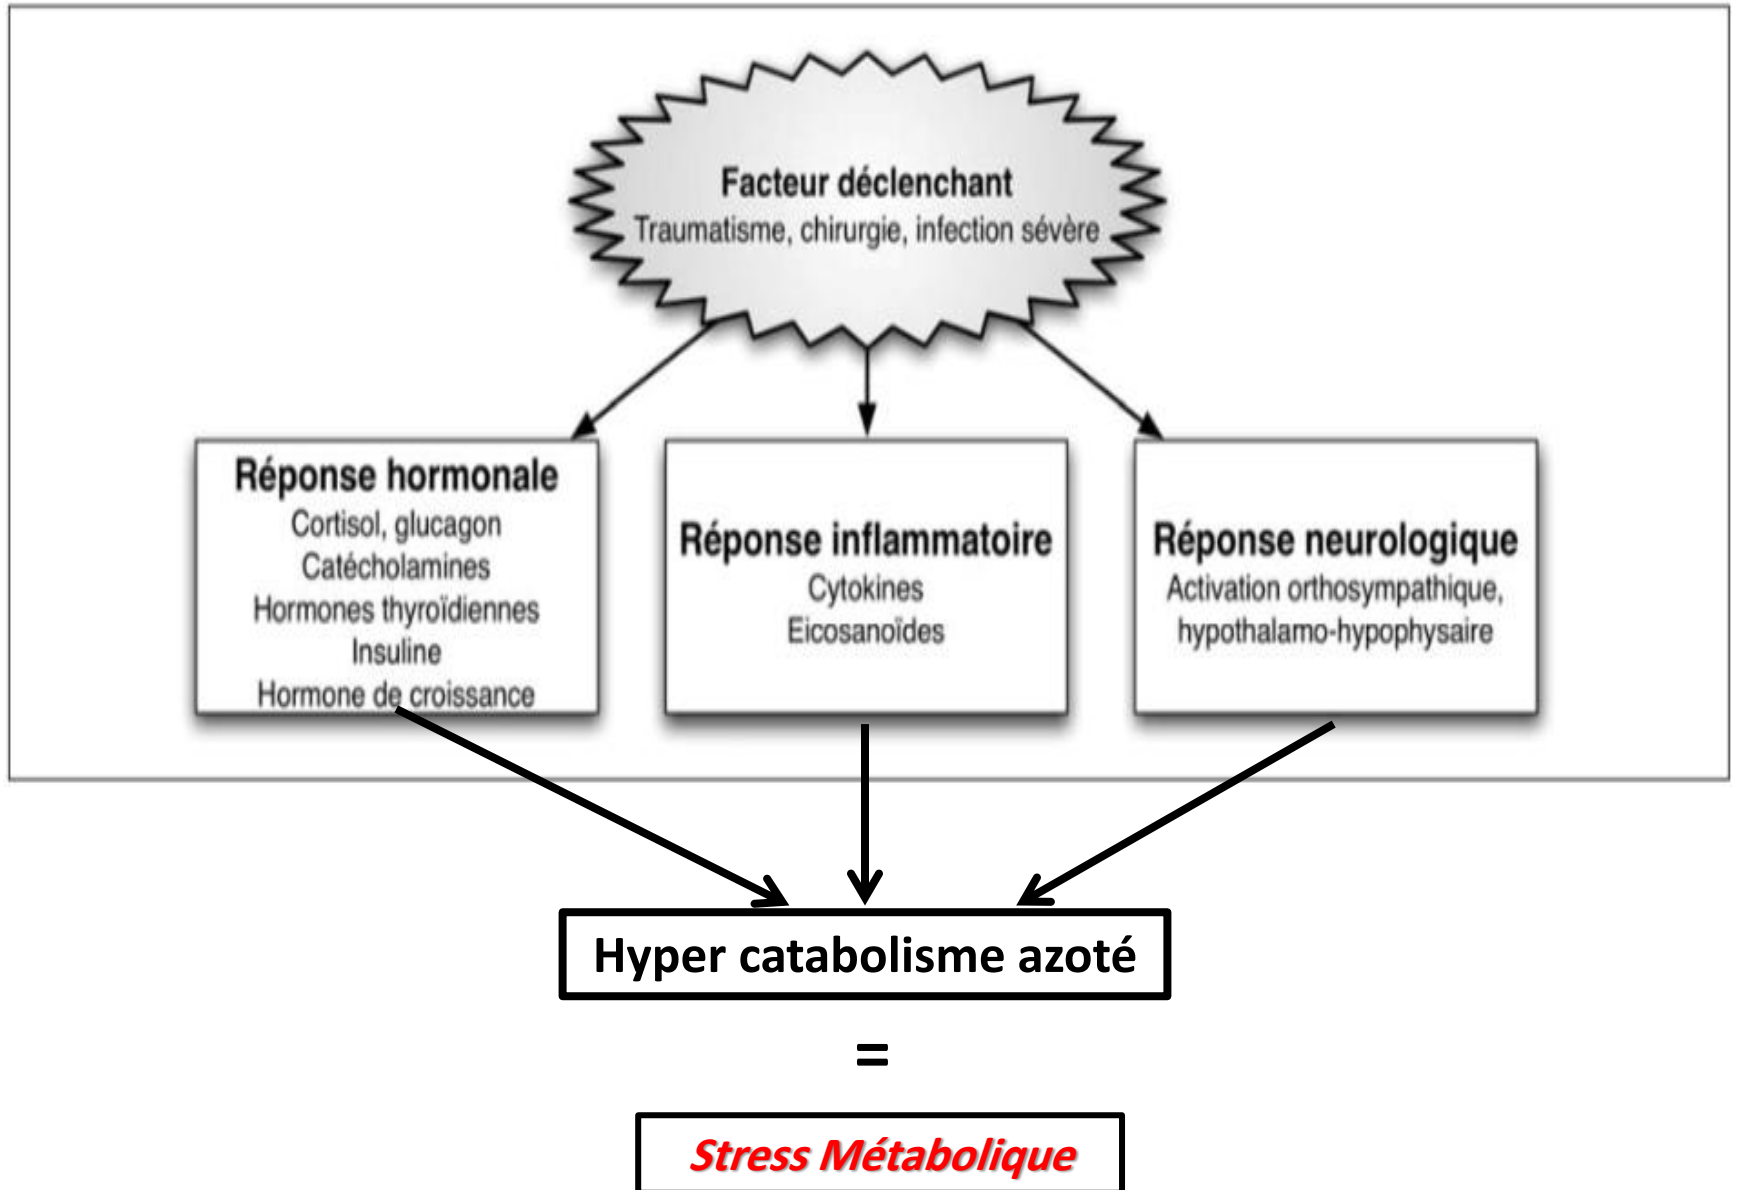 Facteur déclenchant
Traumatisme, chirurgie, infection sévère
Réponse hormonale
Cortisol, glucagon
Catécholamines
Hormones thyroïdiennes
Insuline
Hormone de croissance
Réponse inflammatoire
Cytokines
Eicosanoïdes
Réponse neurologique
Activation orthosympathique,
hypothalamo-hypophysaire
Hyper catabolisme azoté
=
Stress Métabolique